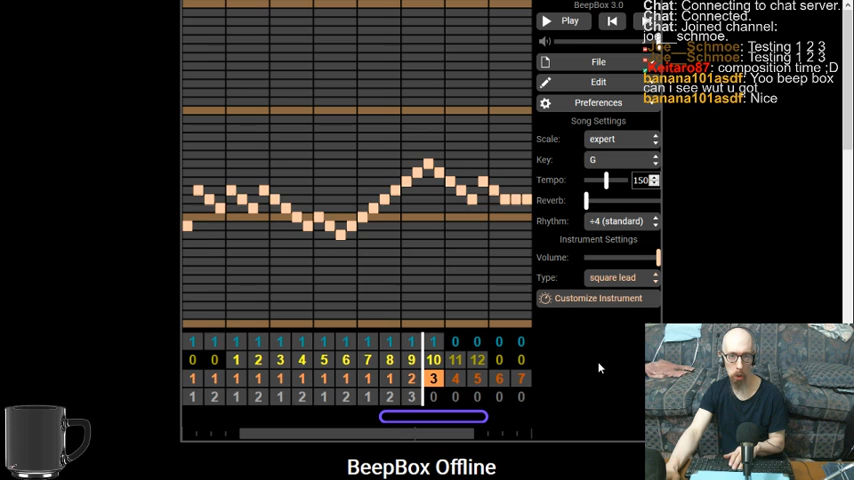 BeepBox 3.0
Play
File
Edit
Preferences
Song Settings
Scale: expert
Key: G
Tempo: 150
Reverb:
Rhythm: +4 (standard)
Instrument Settings
Volume:
Type: square lead
Customize Instrument
Chat: Connecting to chat server.
Chat: Connected.
Chat: Joined channel:
joe__schmoe.
Joe__Schmoe: Testing 1 2 3
Joe__Schmoe: Testing 1 2 3
Keitaro87: composition time ;D
banana101asdf: Yoo beep box
can i see wut u got
banana101asdf: Nice
1 1 1 1 1 1 1 1 1 1 1 1 0 0 0 0
0 0 1 2 3 4 5 6 7 8 9 10 11 12 0 0
1 1 1 1 1 1 1 1 1 1 2 3 4 5 6 7
1 2 1 2 1 2 1 2 1 2 3 0 0 0 0 0
BeepBox Offline